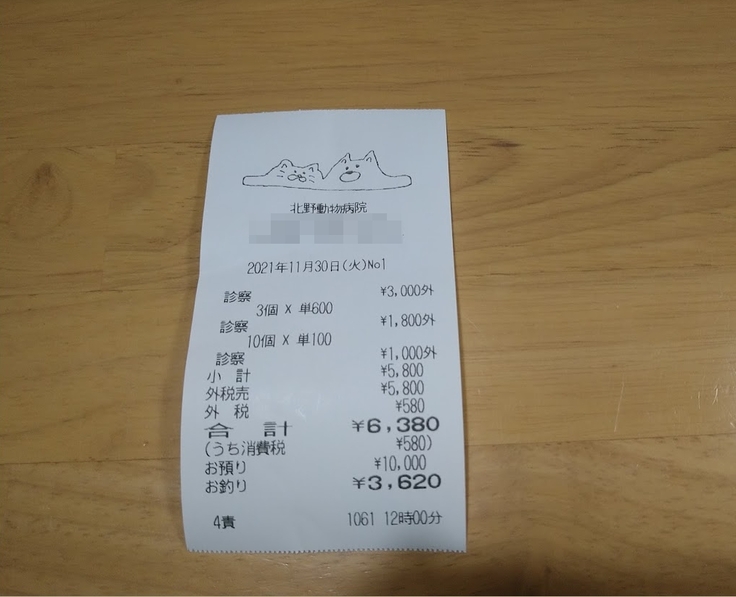 北野動物病院
2021年11月30日(火)No1
診察 ¥3,000外
3個 X 単600
診察 ¥1,800外
10個 X 単100
診察 ¥1,000外
小計 ¥5,800
外税売 ¥5,800
外税 ¥580
合計 ¥6,380
(うち消費税 ¥580)
お預り ¥10,000
お釣り ¥3,620
4責 1061 12時00分